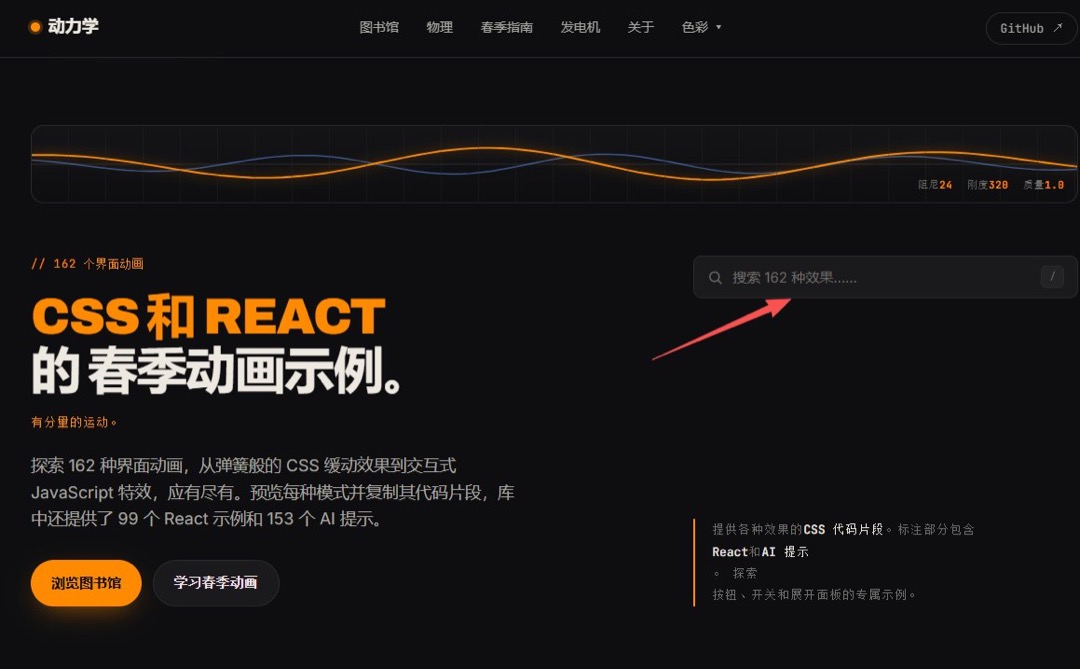 动力学
图书馆 物理 春季指南 发电机 关于 色彩 ▾
GitHub ↗
阻尼24 刚度320 质量1.0
// 162 个界面动画
搜索 162 种效果...... /
CSS 和 REACT
的 春季动画示例。
有分量的运动。
探索 162 种界面动画，从弹簧般的 CSS 缓动效果到交互式
JavaScript 特效，应有尽有。预览每种模式并复制其代码片段，库
中还提供了 99 个 React 示例和 153 个 AI 提示。
浏览图书馆 学习春季动画
提供各种效果的CSS 代码片段。标注部分包含
React和AI 提示
。 探索
按钮、开关和展开面板的专属示例。